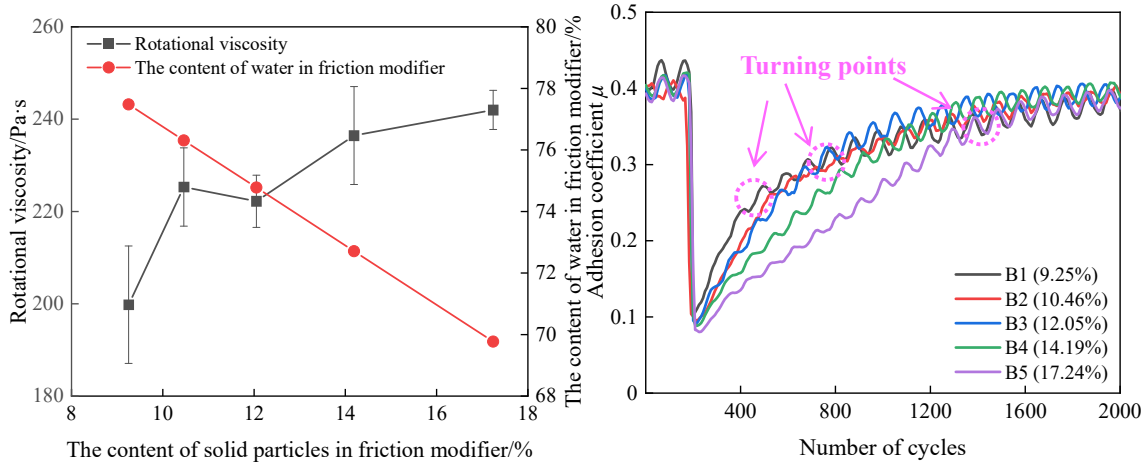 260
240
220
200
180
Rotational viscosity/Pa·s
Rotational viscosity
The content of water in friction modifier
80
78
76
74
72
70
68
The content of water in friction modifier/%
8
10
12
14
16
18
The content of solid particles in friction modifier/%
0.5
0.4
0.3
0.2
0.1
0
Adhesion coefficient μ
Turning points
B1 (9.25%)
B2 (10.46%)
B3 (12.05%)
B4 (14.19%)
B5 (17.24%)
400
800
1200
1600
2000
Number of cycles